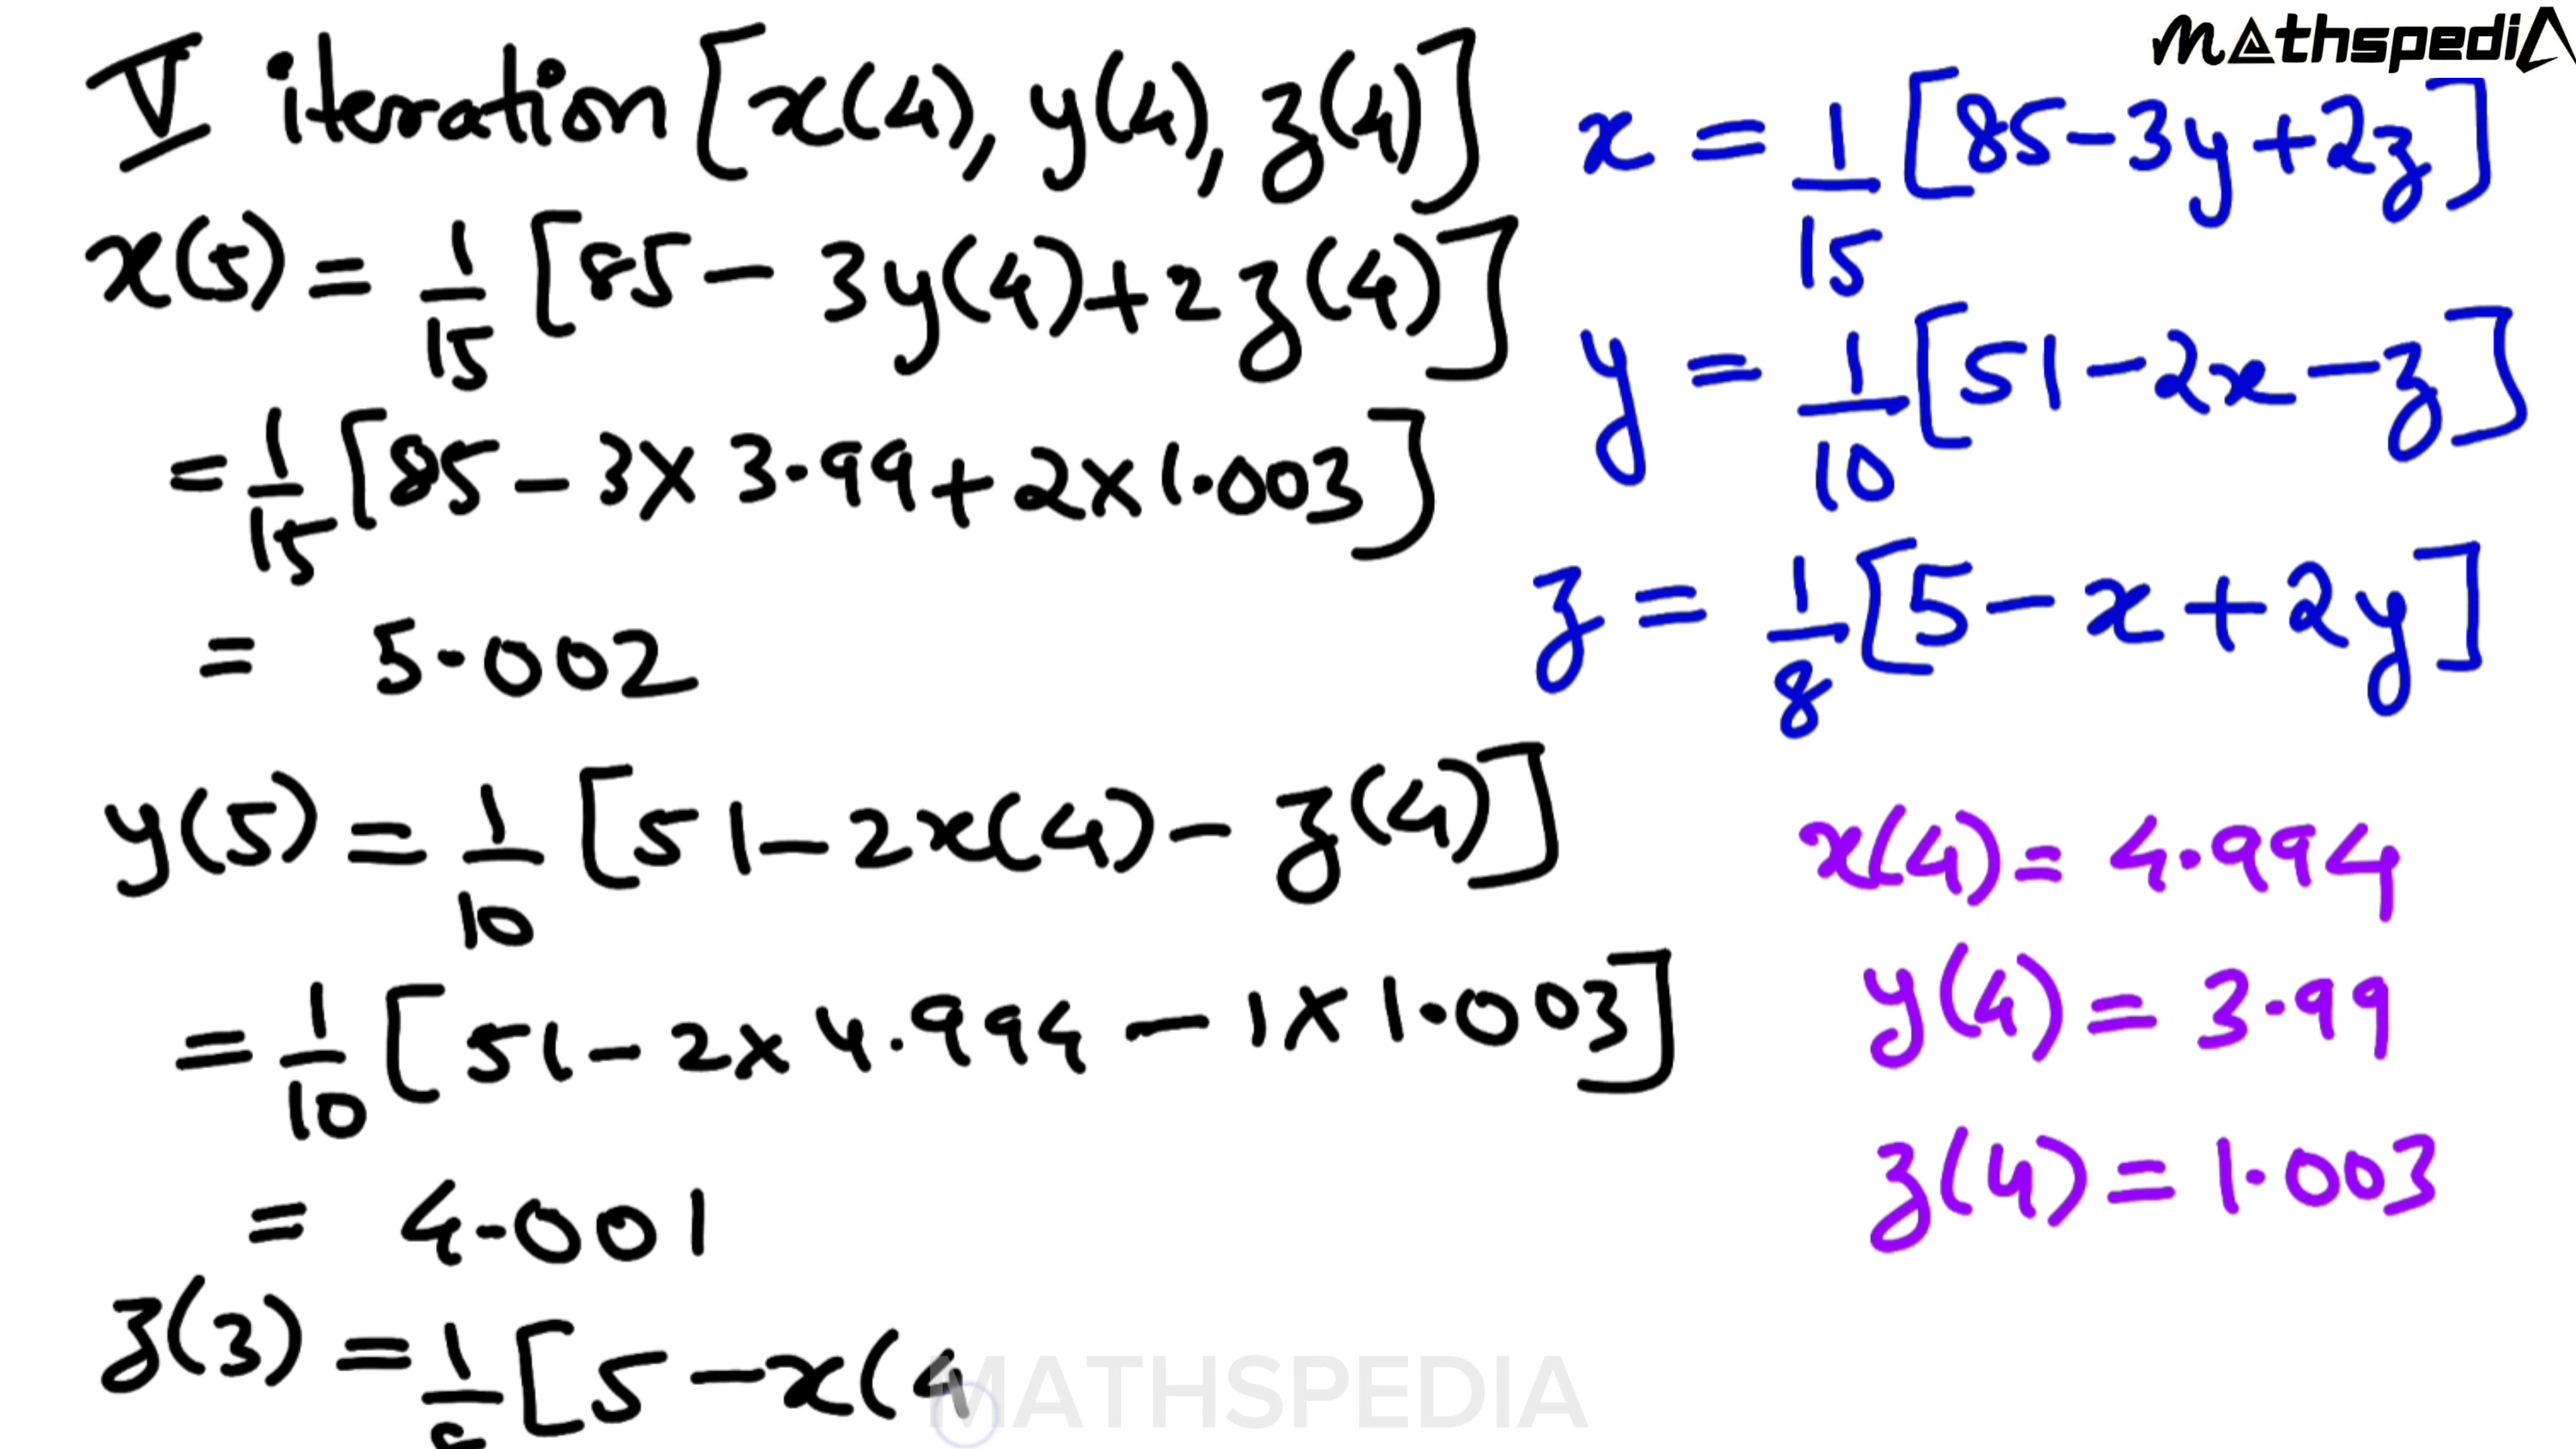 MathspediA
V iteration [x(4), y(4), z(4)]
x(5) = 1/15 [85 - 3y(4) + 2z(4)]
= 1/15 [85 - 3 × 3.99 + 2 × 1.003]
= 5.002
y(5) = 1/10 [51 - 2x(4) - z(4)]
= 1/10 [51 - 2 × 4.994 - 1 × 1.003]
= 4.001
z(3) = 1/8 [5 - x(4
x = 1/15 [85 - 3y + 2z]
y = 1/10 [51 - 2x - z]
z = 1/8 [5 - x + 2y]
x(4) = 4.994
y(4) = 3.99
z(4) = 1.003
MATHSPEDIA